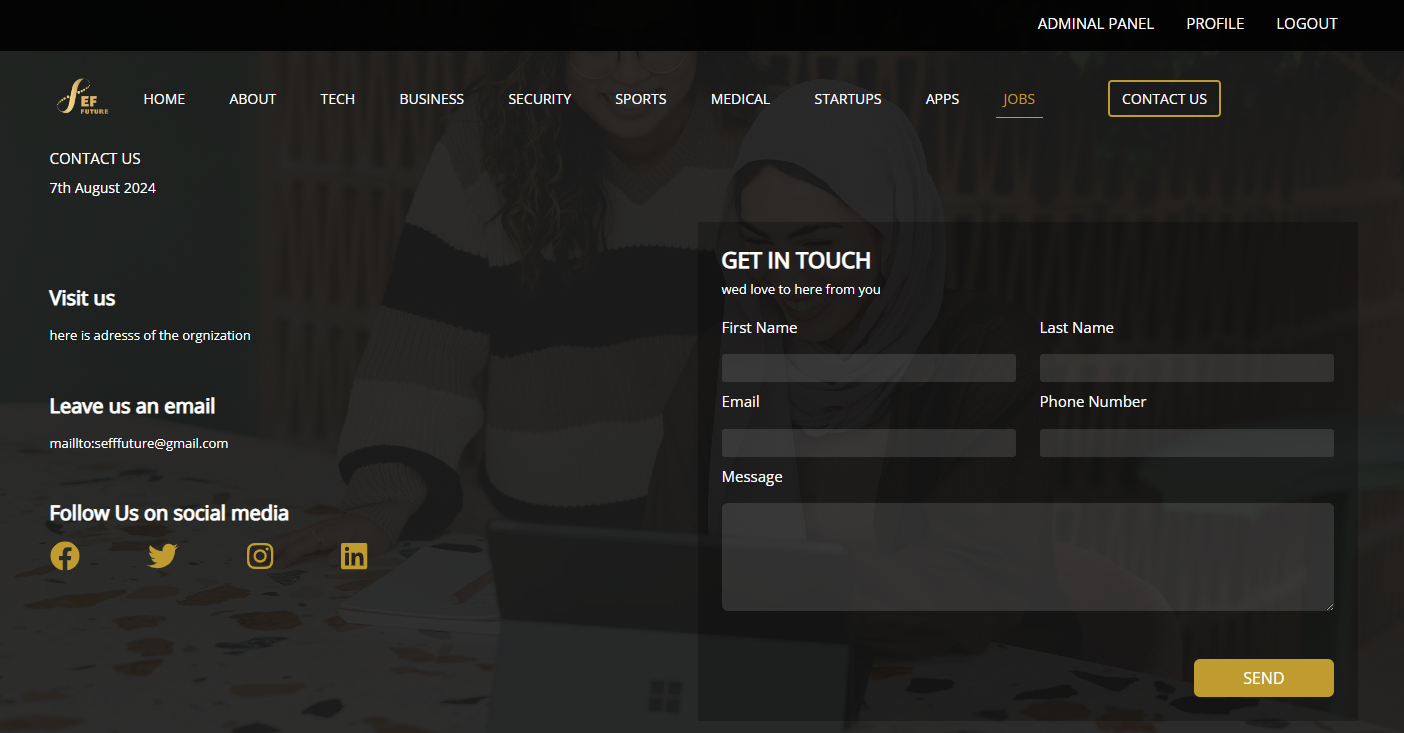 ADMINAL PANEL PROFILE LOGOUT
EF
FUTURE
HOME ABOUT TECH BUSINESS SECURITY SPORTS MEDICAL STARTUPS APPS JOBS CONTACT US
CONTACT US
7th August 2024
GET IN TOUCH
wed love to here from you
Visit us
here is adresss of the orgnization
First Name Last Name
Leave us an email
Email Phone Number
maillto:sefffuture@gmail.com
Message
Follow Us on social media
SEND